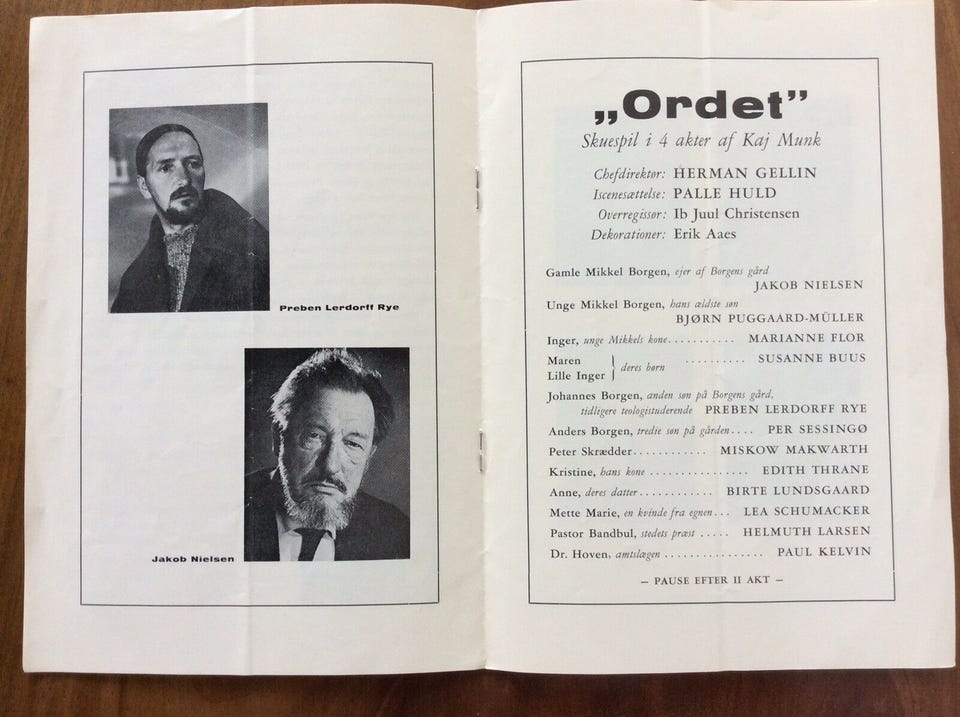 Preben Lerdorff Rye
Jakob Nielsen
„Ordet”
Skuespil i 4 akter af Kaj Munk
Chefdirektør: HERMAN GELLIN
Iscenesættelse: PALLE HULD
Overregissør: Ib Juul Christensen
Dekorationer: Erik Aaes
Gamle Mikkel Borgen, ejer af Borgens gård
JAKOB NIELSEN
Unge Mikkel Borgen, hans ældste søn
BJØRN PUGGAARD-MÜLLER
Inger, unge Mikkels kone........... MARIANNE FLOR
Maren
Lille Inger } deres børn .......... SUSANNE BUUS
Johannes Borgen, anden søn på Borgens gård,
tidligere teologistuderende PREBEN LERDORFF RYE
Anders Borgen, tredie søn på gården.... PER SESSINGØ
Peter Skrædder............ MISKOW MAKWARTH
Kristine, hans kone ................. EDITH THRANE
Anne, deres datter............. BIRTE LUNDSGAARD
Mette Marie, en kvinde fra egnen... LEA SCHUMACKER
Pastor Bandbul, stedets præst ..... HELMUTH LARSEN
Dr. Hoven, amtslægen ................. PAUL KELVIN
— PAUSE EFTER II AKT —